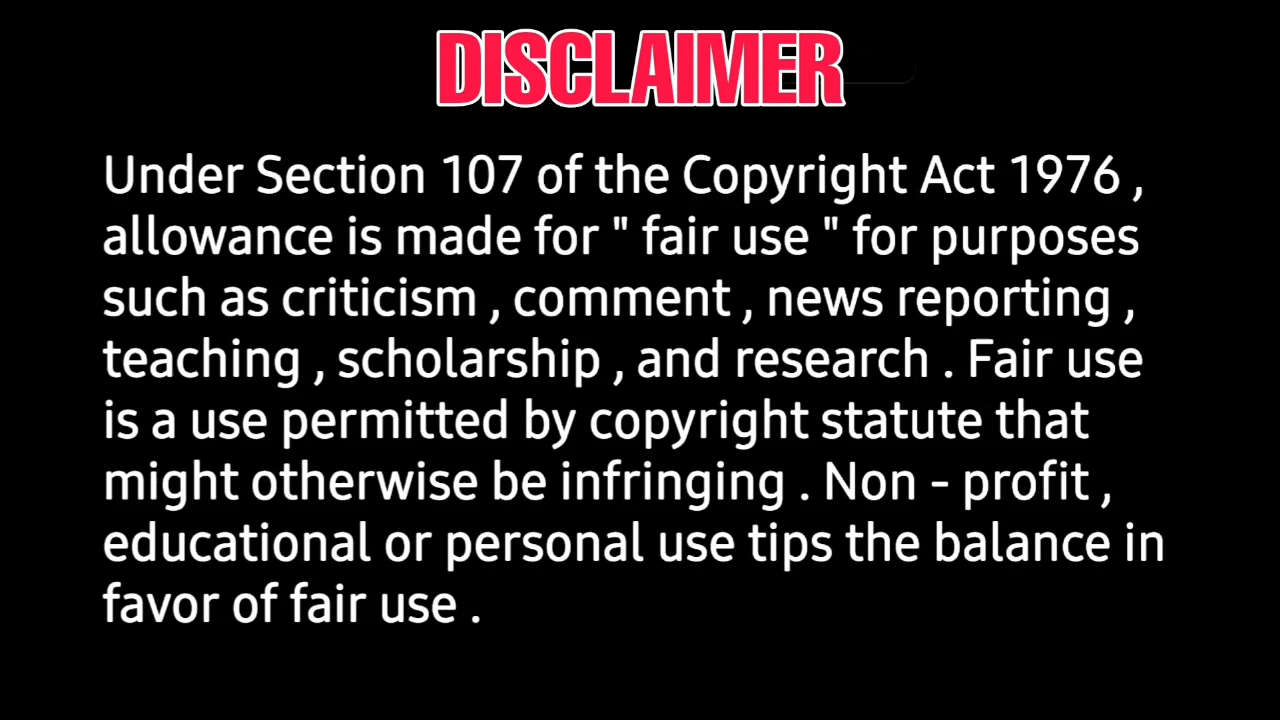 DISCLAIMER
Under Section 107 of the Copyright Act 1976 ,
allowance is made for " fair use " for purposes
such as criticism , comment , news reporting ,
teaching , scholarship , and research . Fair use
is a use permitted by copyright statute that
might otherwise be infringing . Non - profit ,
educational or personal use tips the balance in
favor of fair use .